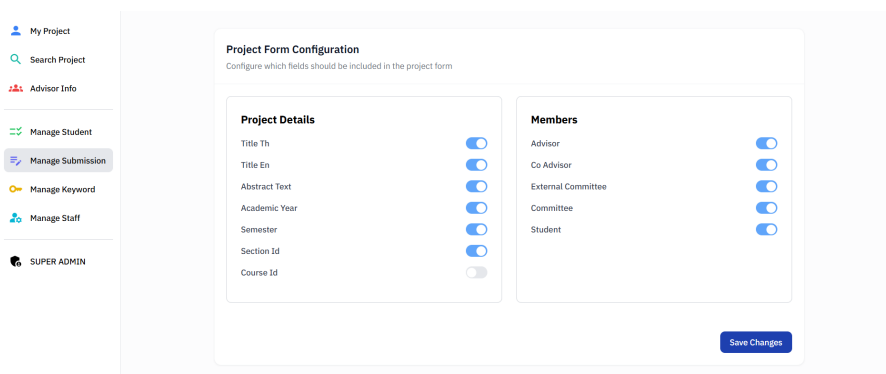 My Project
Search Project
Advisor Info
Manage Student
Manage Submission
Manage Keyword
Manage Staff
SUPER ADMIN
Project Form Configuration
Configure which fields should be included in the project form
Project Details
Title Th
Title En
Abstract Text
Academic Year
Semester
Section Id
Course Id
Members
Advisor
Co Advisor
External Committee
Committee
Student
Save Changes